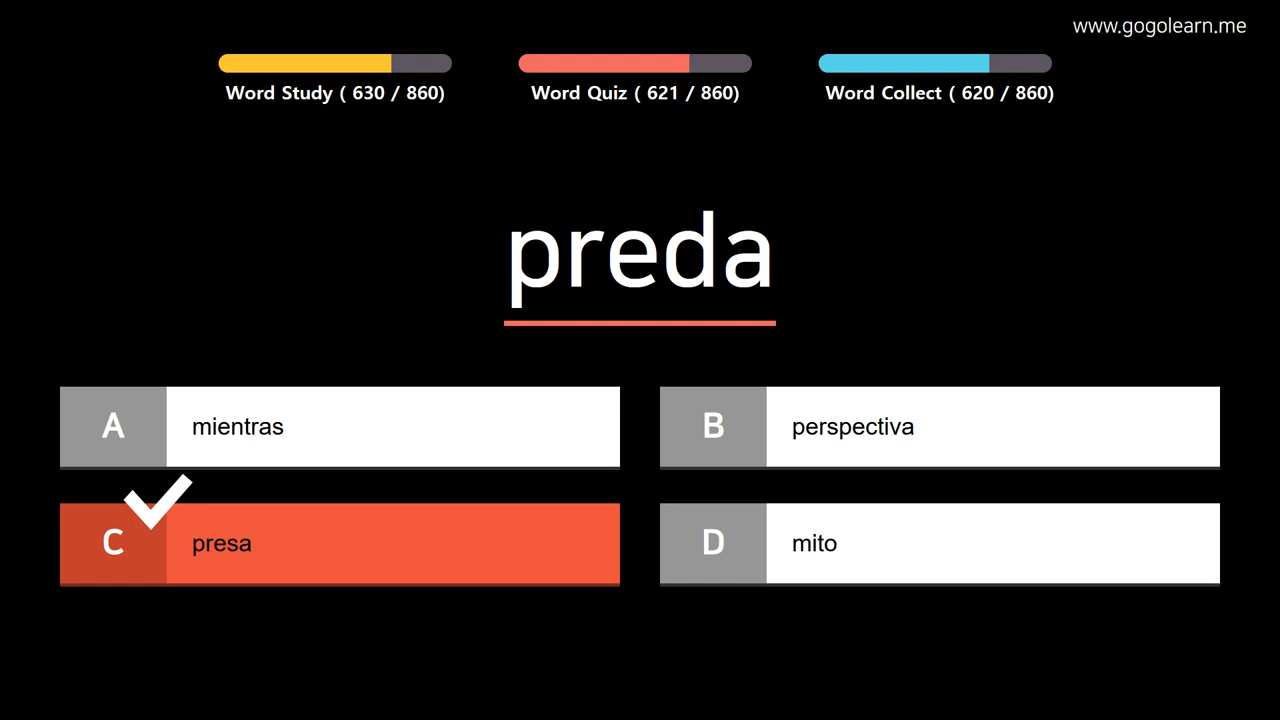 www.gogolearn.me
Word Study ( 630 / 860)
Word Quiz ( 621 / 860)
Word Collect ( 620 / 860)
preda
A mientras
B perspectiva
C presa
D mito